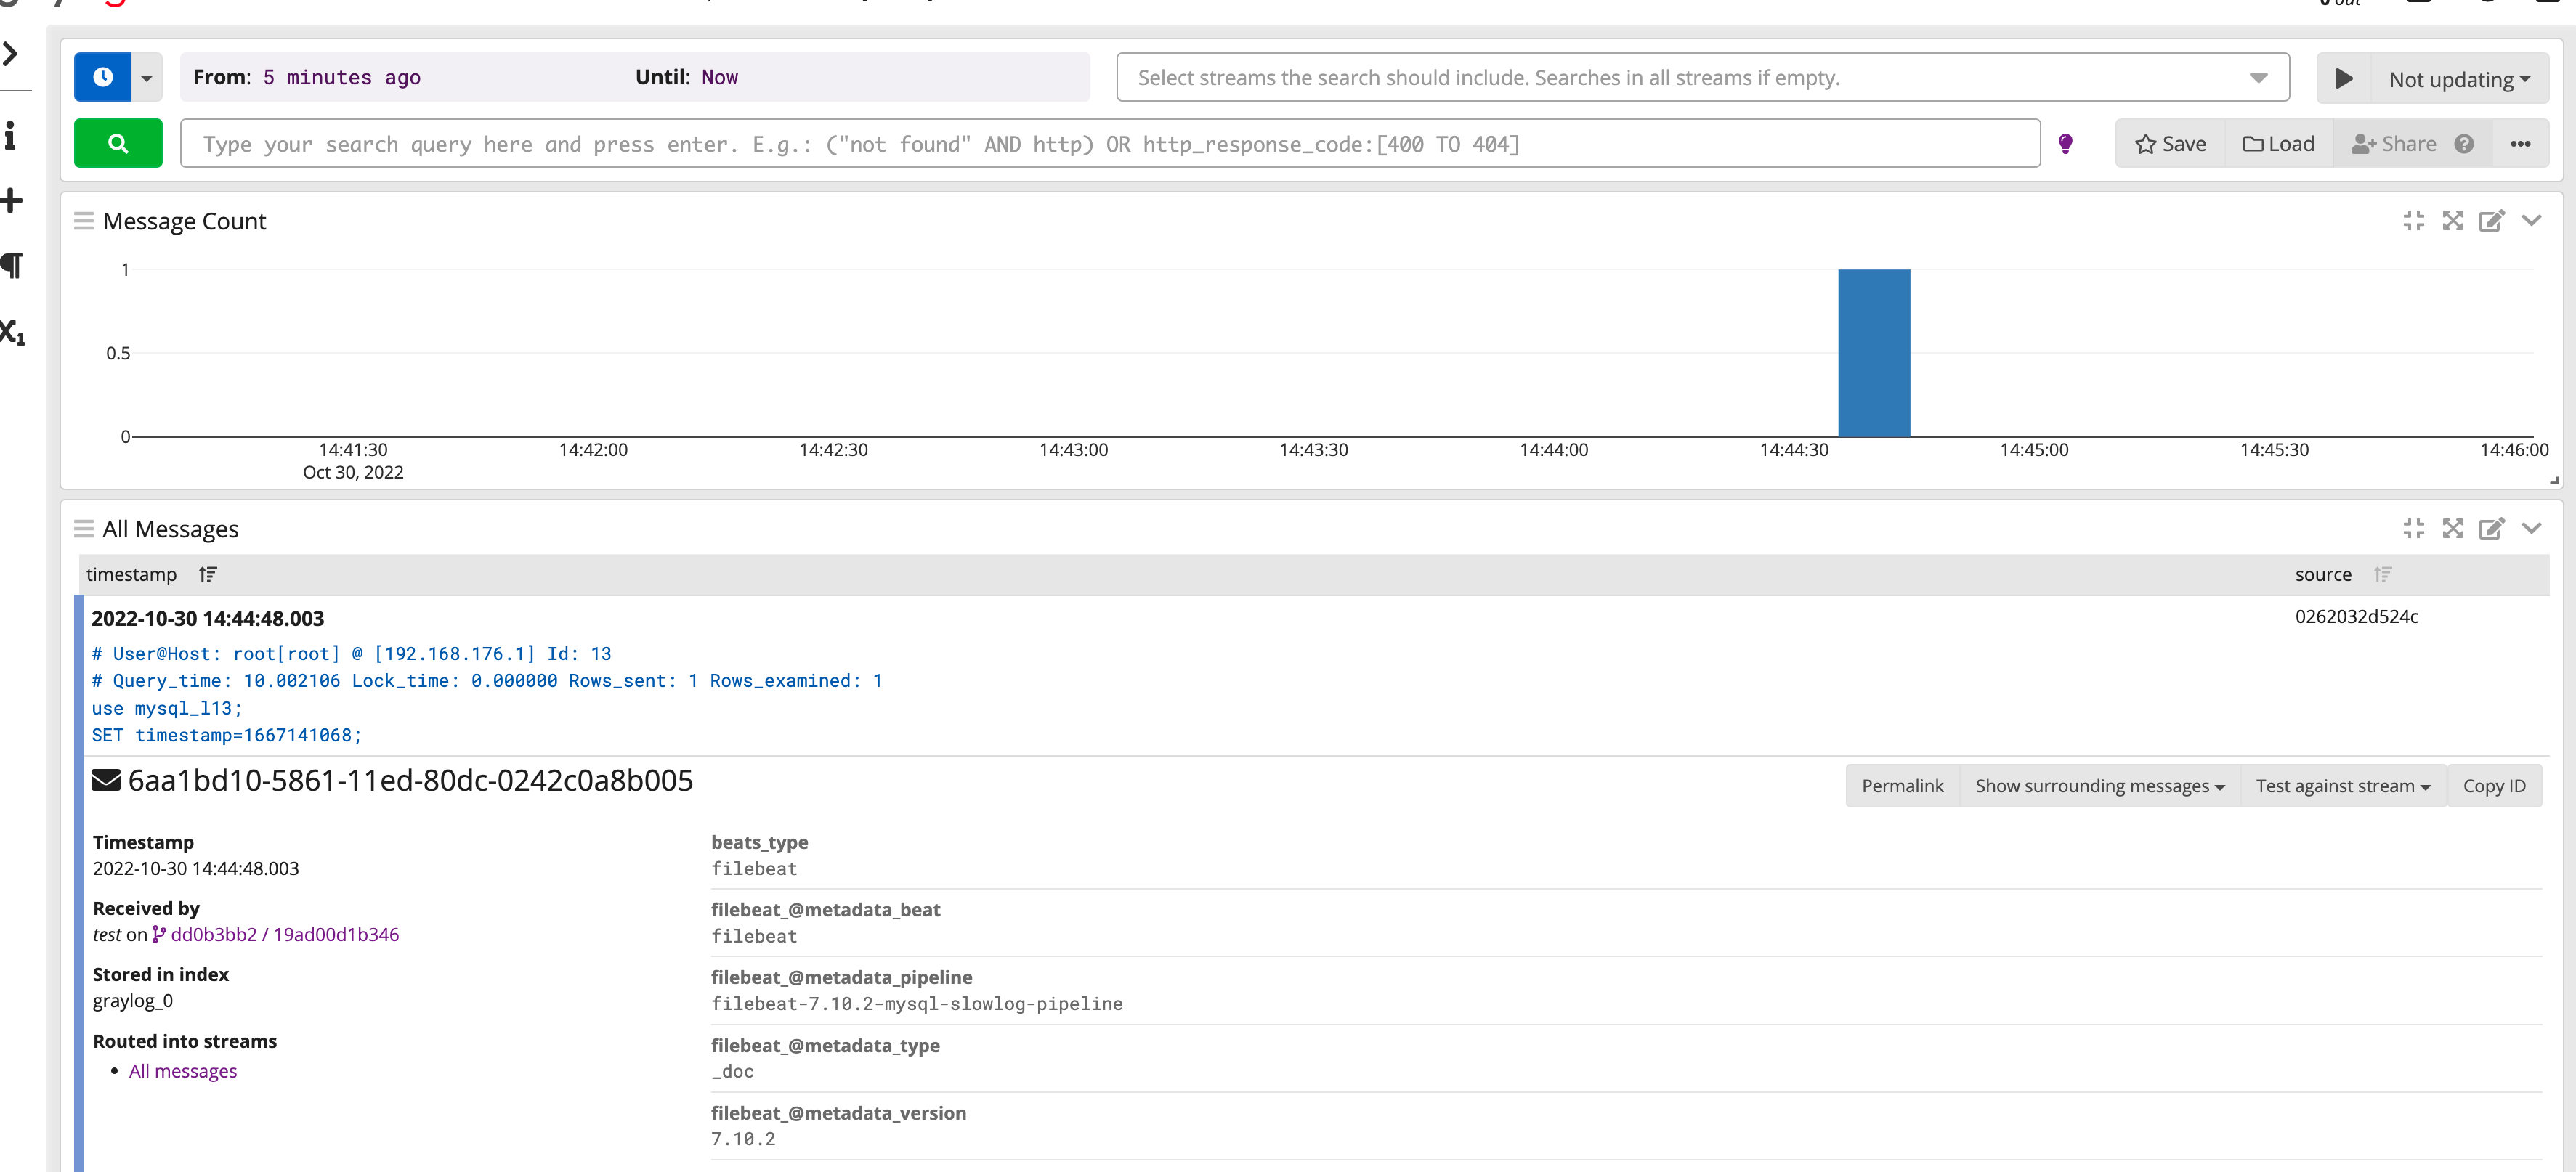 From: 5 minutes ago Until: Now
Select streams the search should include. Searches in all streams if empty.
Not updating
Type your search query here and press enter. E.g.: ("not found" AND http) OR http_response_code:[400 TO 404]
Save
Load
Share
Message Count
1
0.5
0
14:41:30 14:42:00 14:42:30 14:43:00 14:43:30 14:44:00 14:44:30 14:45:00 14:45:30 14:46:00
Oct 30, 2022
All Messages
timestamp source
2022-10-30 14:44:48.003 0262032d524c
# User@Host: root[root] @ [192.168.176.1] Id: 13
# Query_time: 10.002106 Lock_time: 0.000000 Rows_sent: 1 Rows_examined: 1
use mysql_l13;
SET timestamp=1667141068;
6aa1bd10-5861-11ed-80dc-0242c0a8b005
Permalink
Show surrounding messages
Test against stream
Copy ID
Timestamp
2022-10-30 14:44:48.003
Received by
test on dd0b3bb2 / 19ad00d1b346
Stored in index
graylog_0
Routed into streams
• All messages
beats_type
filebeat
filebeat_@metadata_beat
filebeat
filebeat_@metadata_pipeline
filebeat-7.10.2-mysql-slowlog-pipeline
filebeat_@metadata_type
_doc
filebeat_@metadata_version
7.10.2